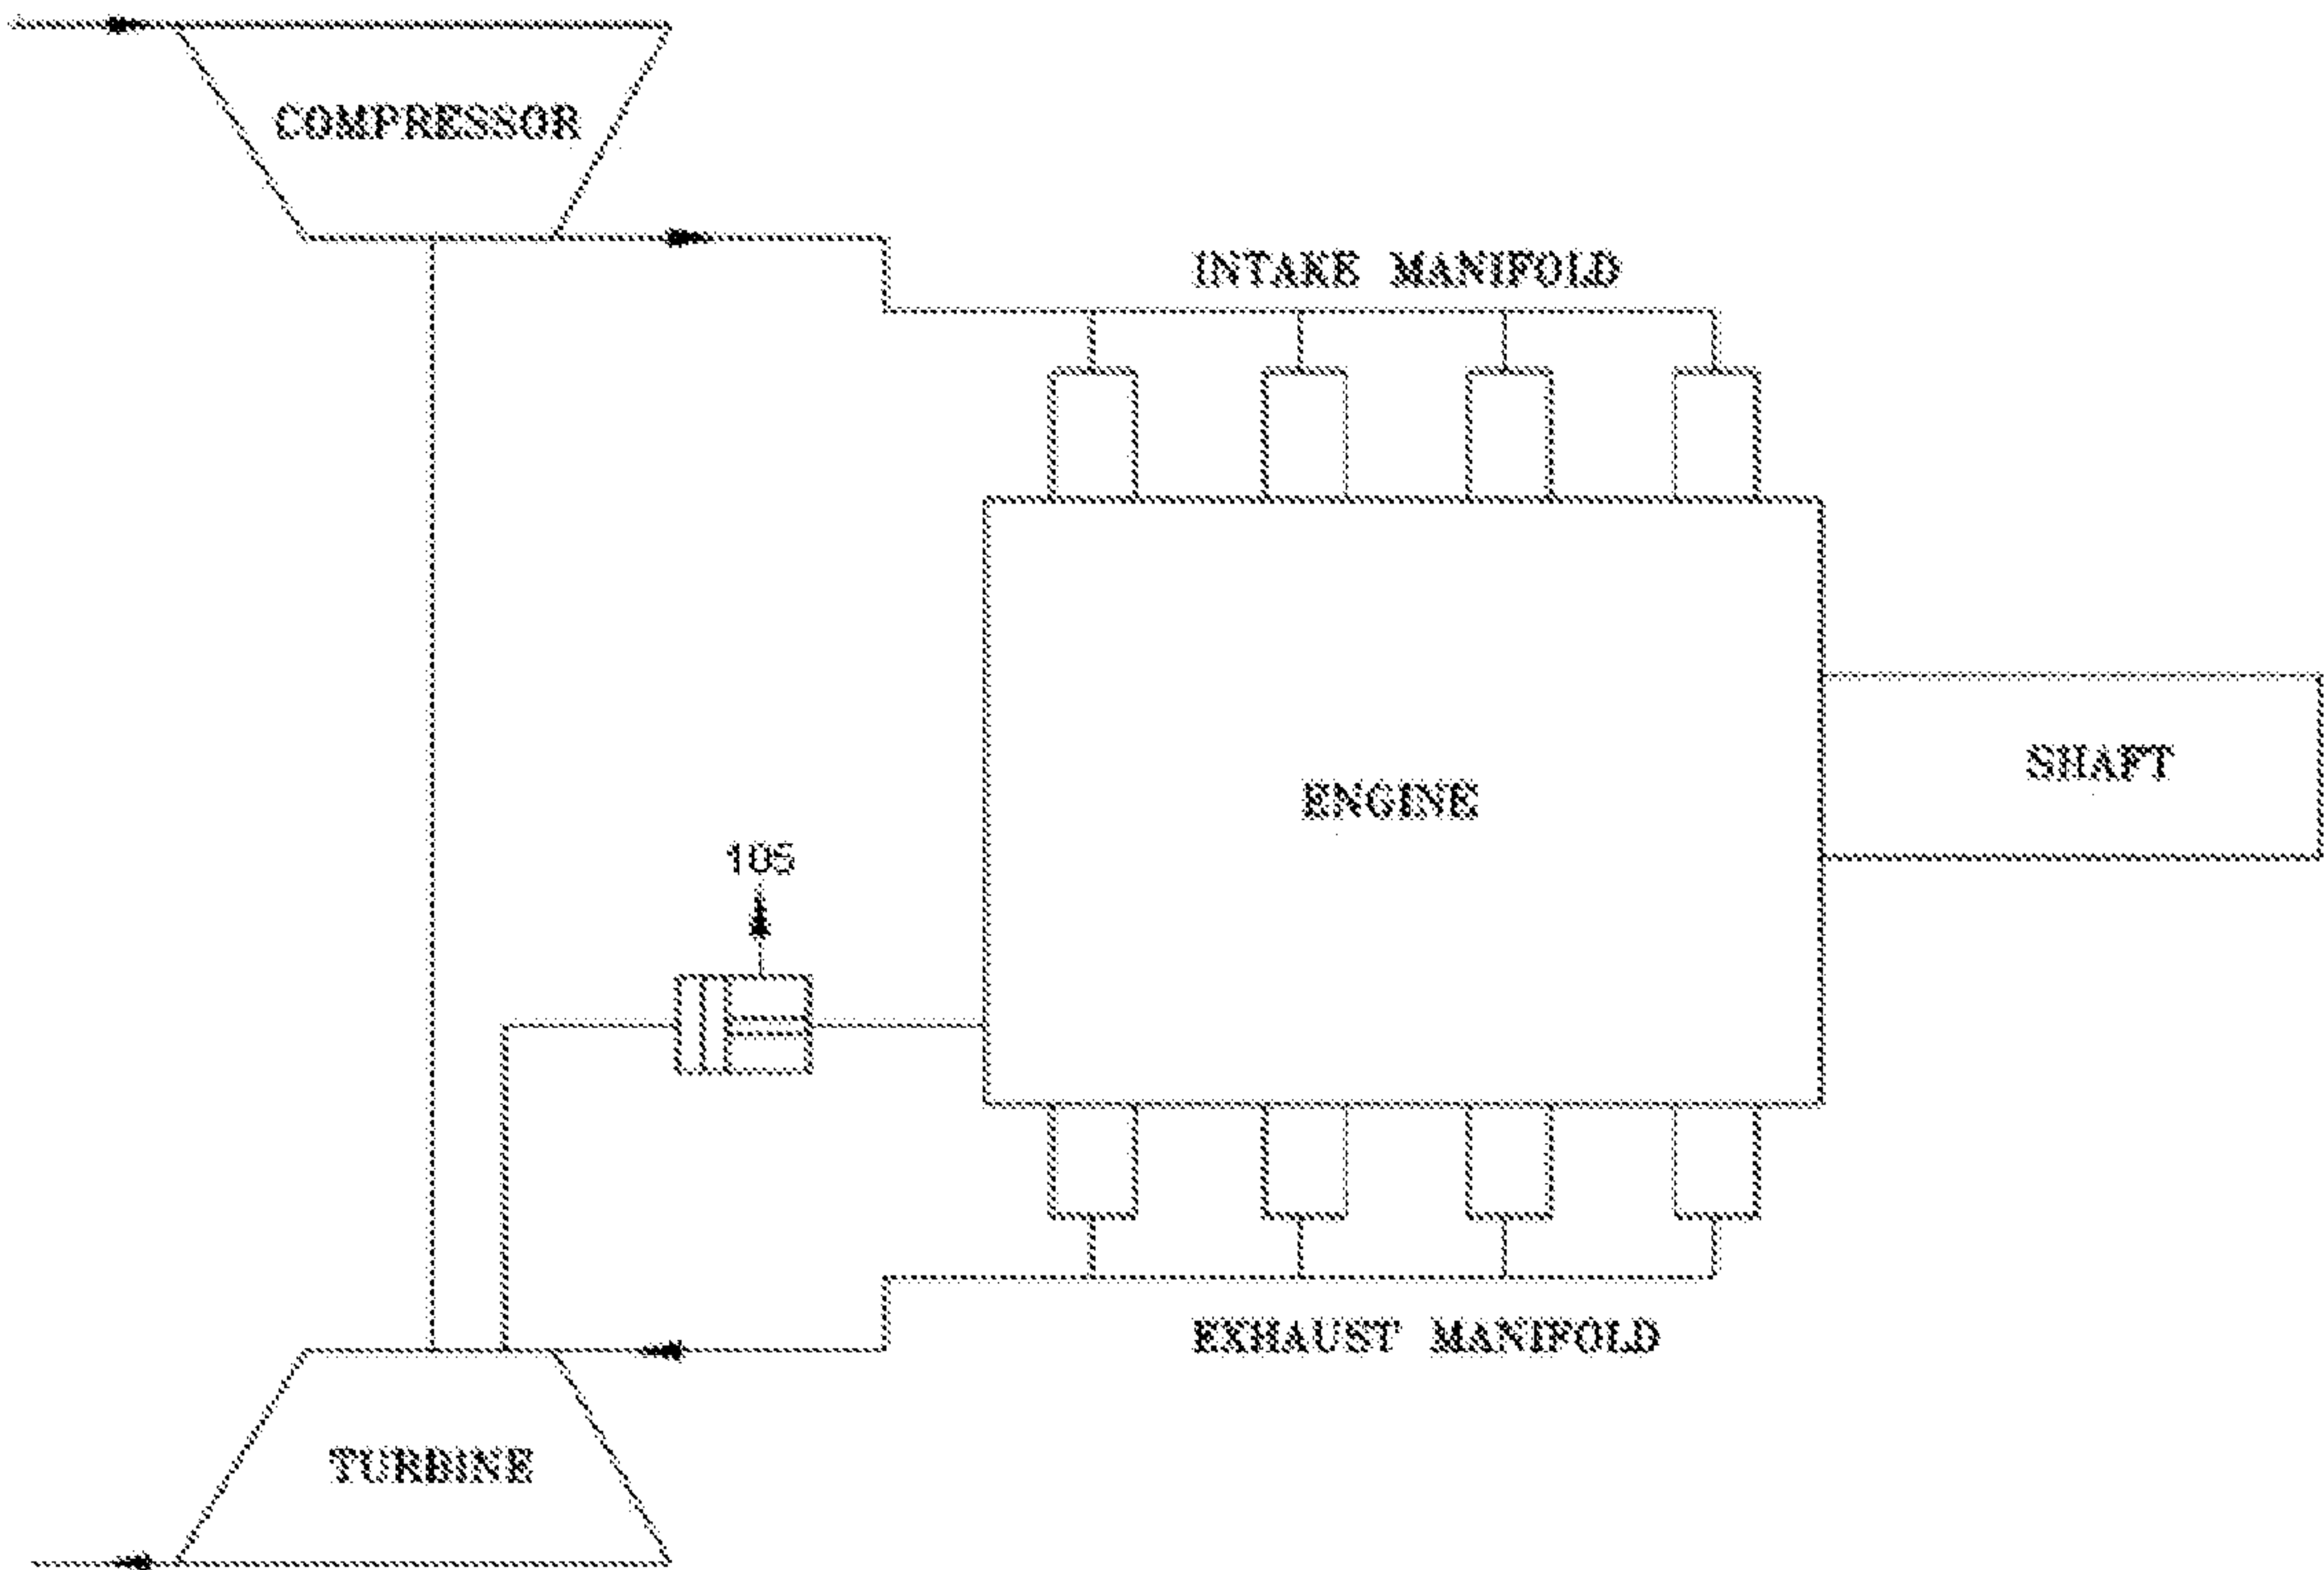 COMPRESSOR
INTAKE MANIFOLD
SHAFT
ENGINE
105
EXHAUST MANIFOLD
TURBINE